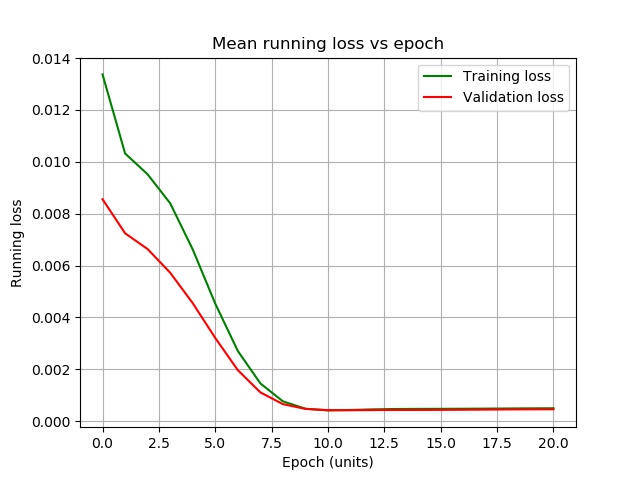 Mean running loss vs epoch
Training loss
Validation loss
Running loss
0.014
0.012
0.010
0.008
0.006
0.004
0.002
0.000
0.0 2.5 5.0 7.5 10.0 12.5 15.0 17.5 20.0
Epoch (units)